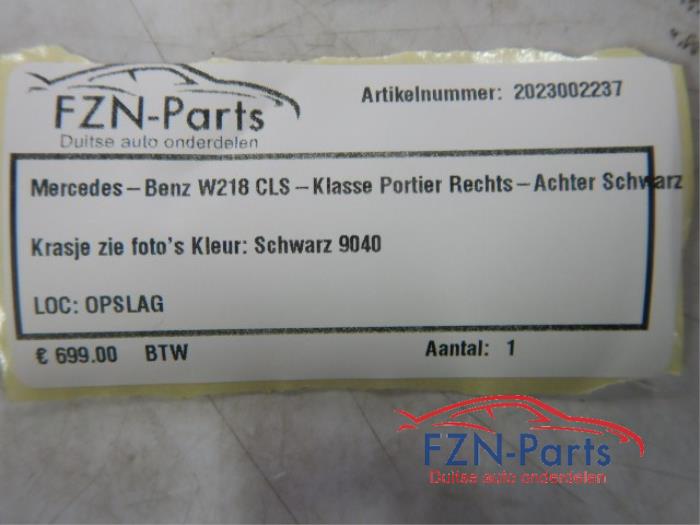 FZN-Parts
Duitse auto onderdelen
Artikelnummer: 2023002237
Mercedes-Benz W218 CLS-Klasse Portier Rechts-Achter Schwarz
Krasje zie foto's Kleur: Schwarz 9040
LOC: OPSLAG
€ 699.00 BTW
Aantal: 1
FZN-Parts
Duitse auto onderdelen